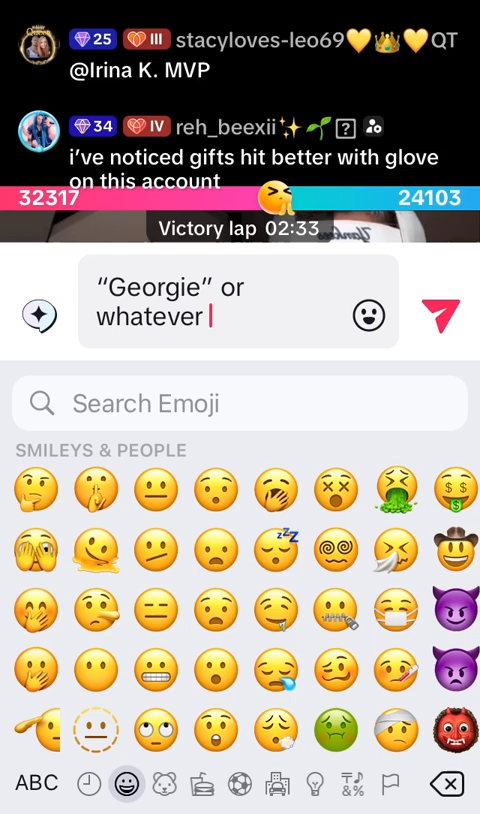 25 III stacyloves-leo69💛👑💛QT
@Irina K. MVP
34 IV reh_beexii✨🌱
i’ve noticed gifts hit better with glove
on this account
32317 24103
Yankees
Victory lap 02:33
“Georgie” or
whatever
Search Emoji
SMILEYS & PEOPLE
ABC